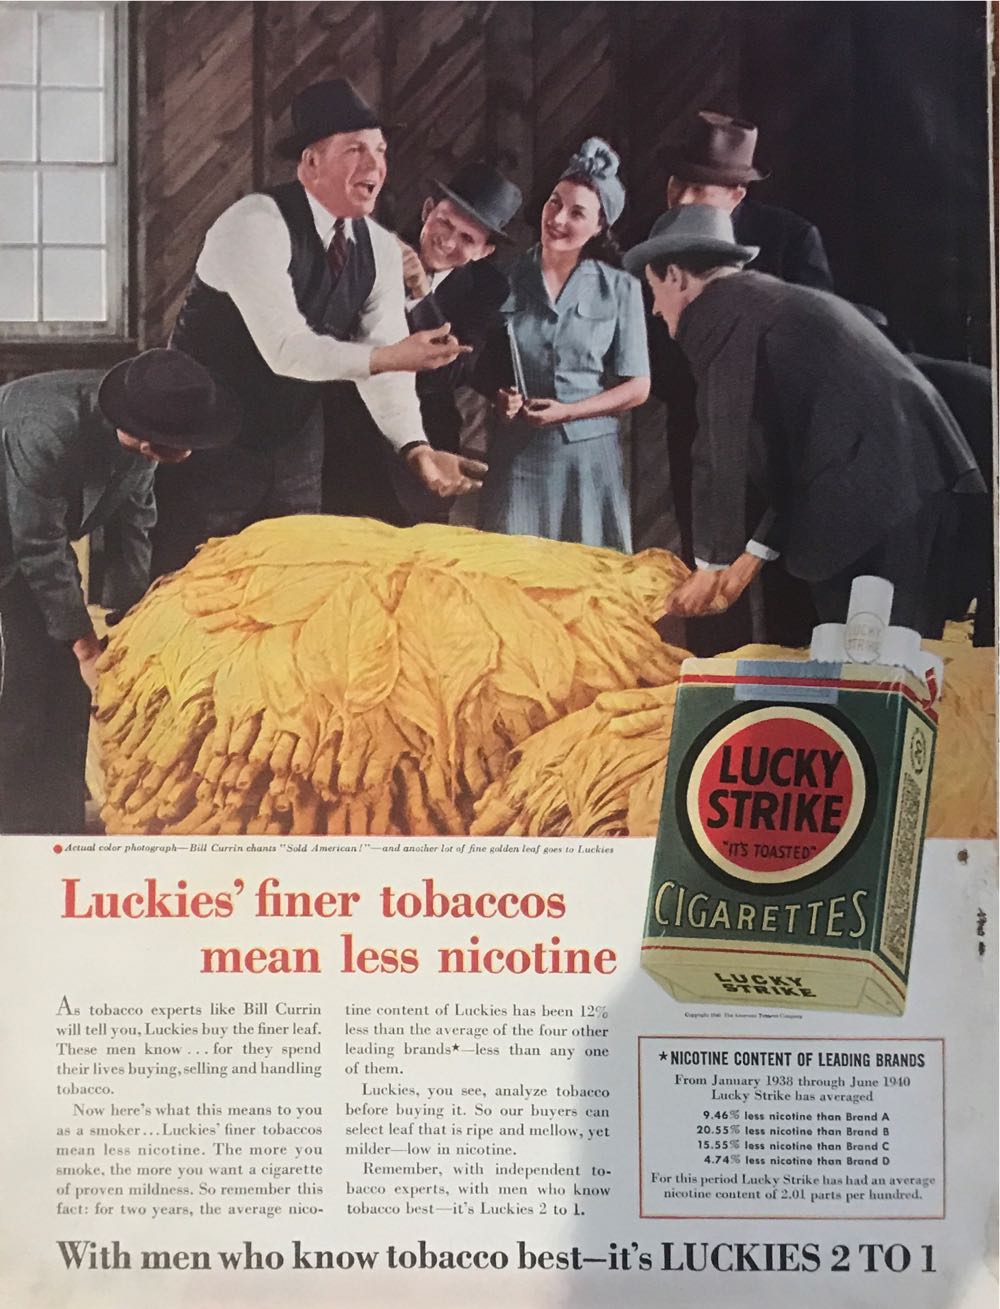 LUCKY
STRIKE
LUCKY
STRIKE
"IT'S TOASTED"
CIGARETTES
LUCKY
STRIKE
Actual color photograph—Bill Currin chants "Sold American!"—and another lot of fine golden leaf goes to Luckies
Copyright 1940, The American Tobacco Company
Luckies' finer tobaccos
mean less nicotine
As tobacco experts like Bill Currin
will tell you, Luckies buy the finer leaf.
These men know . . . for they spend
their lives buying, selling and handling
tobacco.
Now here's what this means to you
as a smoker . . . Luckies' finer tobaccos
mean less nicotine. The more you
smoke, the more you want a cigarette
of proven mildness. So remember this
fact: for two years, the average nico-
tine content of Luckies has been 12%
less than the average of the four other
leading brands★—less than any one
of them.
Luckies, you see, analyze tobacco
before buying it. So our buyers can
select leaf that is ripe and mellow, yet
milder—low in nicotine.
Remember, with independent to-
bacco experts, with men who know
tobacco best—it's Luckies 2 to 1.
★NICOTINE CONTENT OF LEADING BRANDS
From January 1938 through June 1940
Lucky Strike has averaged
9.46% less nicotine than Brand A
20.55% less nicotine than Brand B
15.55% less nicotine than Brand C
4.74% less nicotine than Brand D
For this period Lucky Strike has had an average
nicotine content of 2.01 parts per hundred.
With men who know tobacco best—it's LUCKIES 2 TO 1